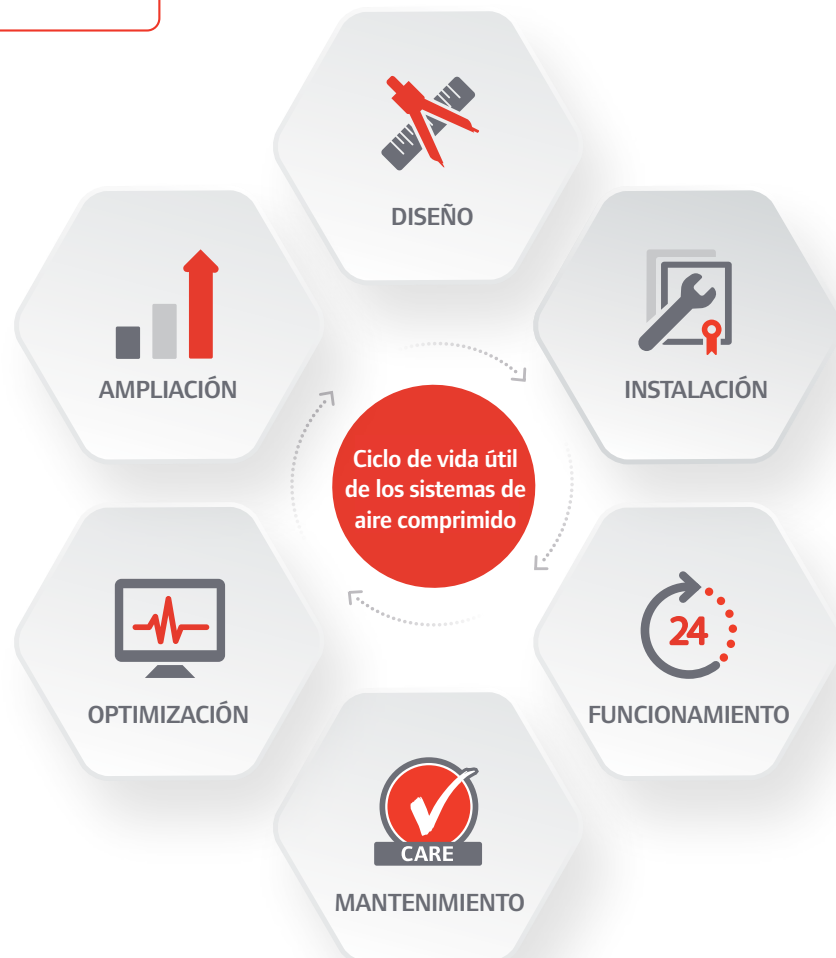 DISEÑO
INSTALACIÓN
FUNCIONAMIENTO
24
MANTENIMIENTO
CARE
OPTIMIZACIÓN
AMPLIACIÓN
Ciclo de vida útil
de los sistemas de
aire comprimido